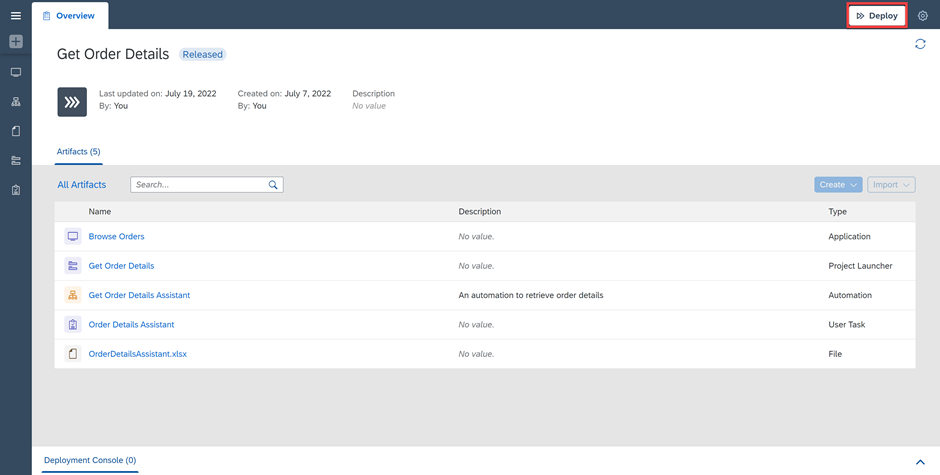 Overview
Deploy
Get Order Details Released
Last updated on: July 19, 2022 Created on: July 7, 2022 Description
By: You By: You No value
Artifacts (5)
All Artifacts Search... Create Import
Name Description Type
Browse Orders No value. Application
Get Order Details No value. Project Launcher
Get Order Details Assistant An automation to retrieve order details Automation
Order Details Assistant No value. User Task
OrderDetailsAssistant.xlsx No value. File
Deployment Console (0)